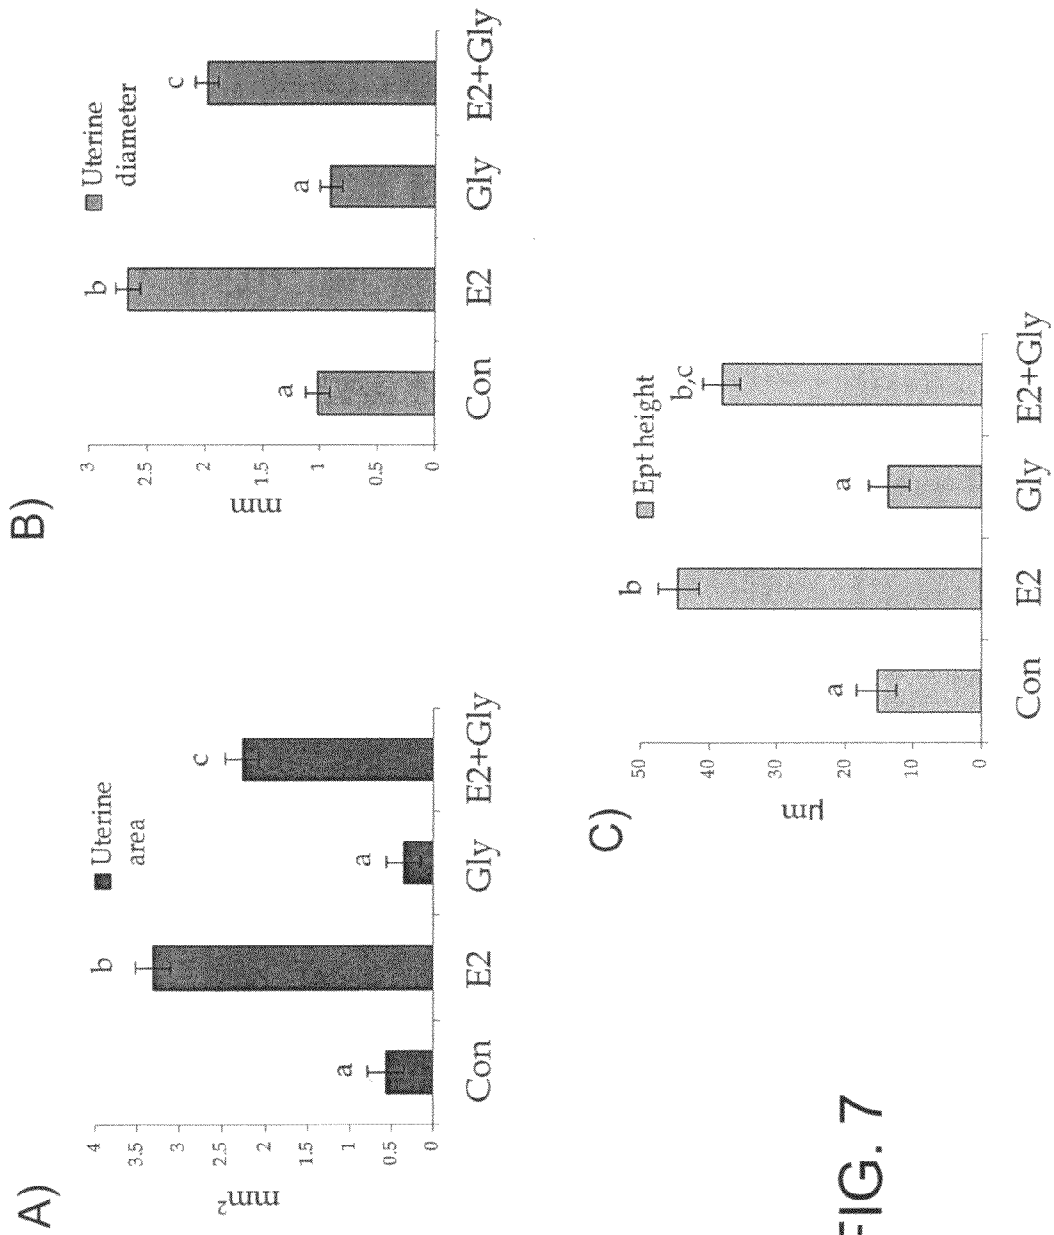 A)
mm²
4
3.5
3
2.5
2
1.5
1
0.5
0
Uterine
area
a
b
a
c
Con E2 Gly E2+Gly
B)
mm
3
2.5
2
1.5
1
0.5
0
Uterine
diameter
a
b
a
c
Con E2 Gly E2+Gly
C)
µm
50
40
30
20
10
0
Ept height
a
b
a
b,c
Con E2 Gly E2+Gly
FIG. 7